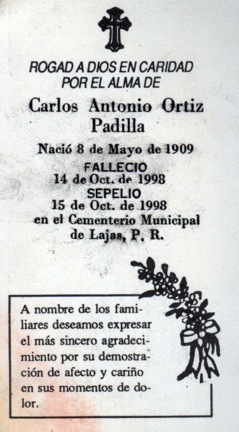 ROGAD A DIOS EN CARIDAD
POR EL ALMA DE
Carlos Antonio Ortiz
Padilla
Nació 8 de Mayo de 1909
FALLECIO
14 de Oct. de 1998
SEPELIO
15 de Oct. de 1998
en el Cementerio Municipal
de Lajas, P. R.
A nombre de los fami-
liares deseamos expresar
el más sincero agradeci-
miento por su demostra-
ción de afecto y cariño
en sus momentos de do-
lor.